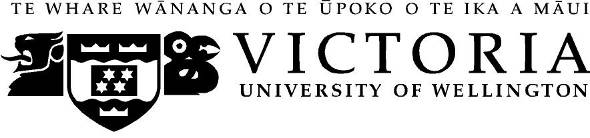 TE WHARE WĀNANGA O TE ŪPOKO O TE IKA A MĀUI
VICTORIA
UNIVERSITY OF WELLINGTON